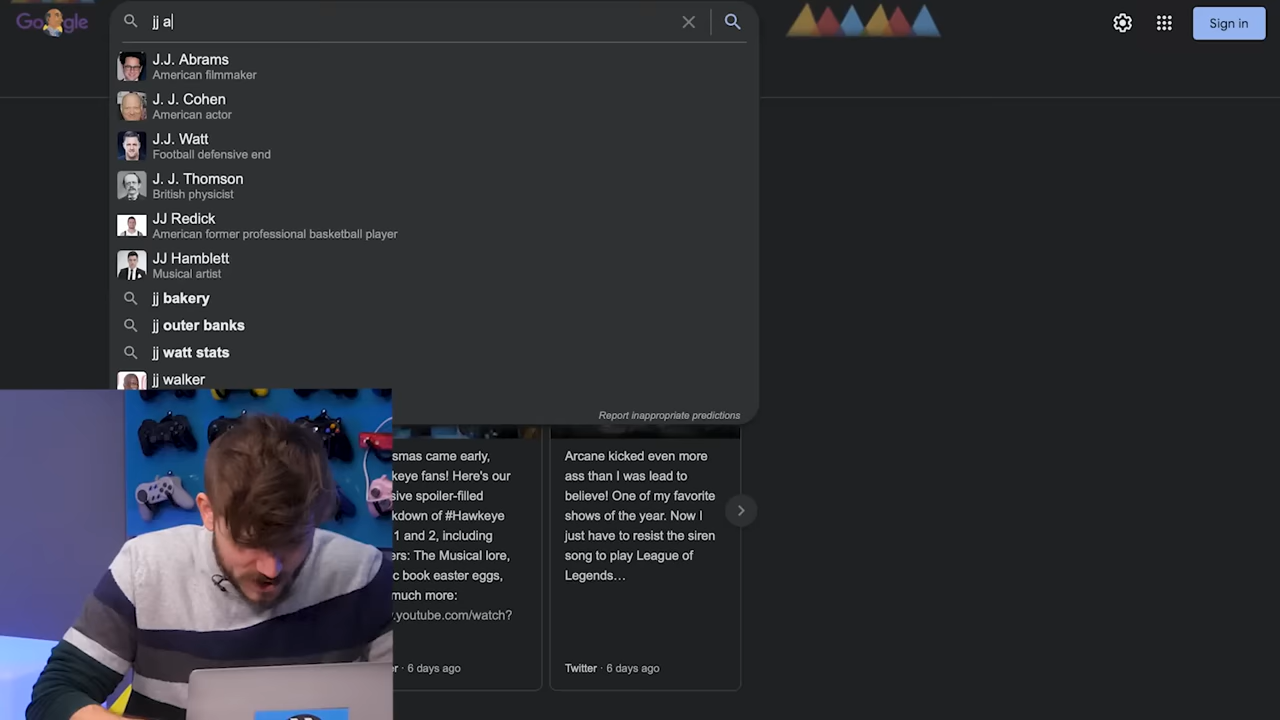 Google
jj a
Sign in
J.J. Abrams
American filmmaker
J. J. Cohen
American actor
J.J. Watt
Football defensive end
J. J. Thomson
British physicist
JJ Redick
American former professional basketball player
JJ Hamblett
Musical artist
jj bakery
jj outer banks
jj watt stats
jj walker
Report inappropriate predictions
smas came early,
keye fans! Here's our
sive spoiler-filled
kdown of #Hawkeye
1 and 2, including
ers: The Musical lore,
c book easter eggs,
much more:
.youtube.com/watch?
r · 6 days ago
Arcane kicked even more
ass than I was lead to
believe! One of my favorite
shows of the year. Now I
just have to resist the siren
song to play League of
Legends…
Twitter · 6 days ago